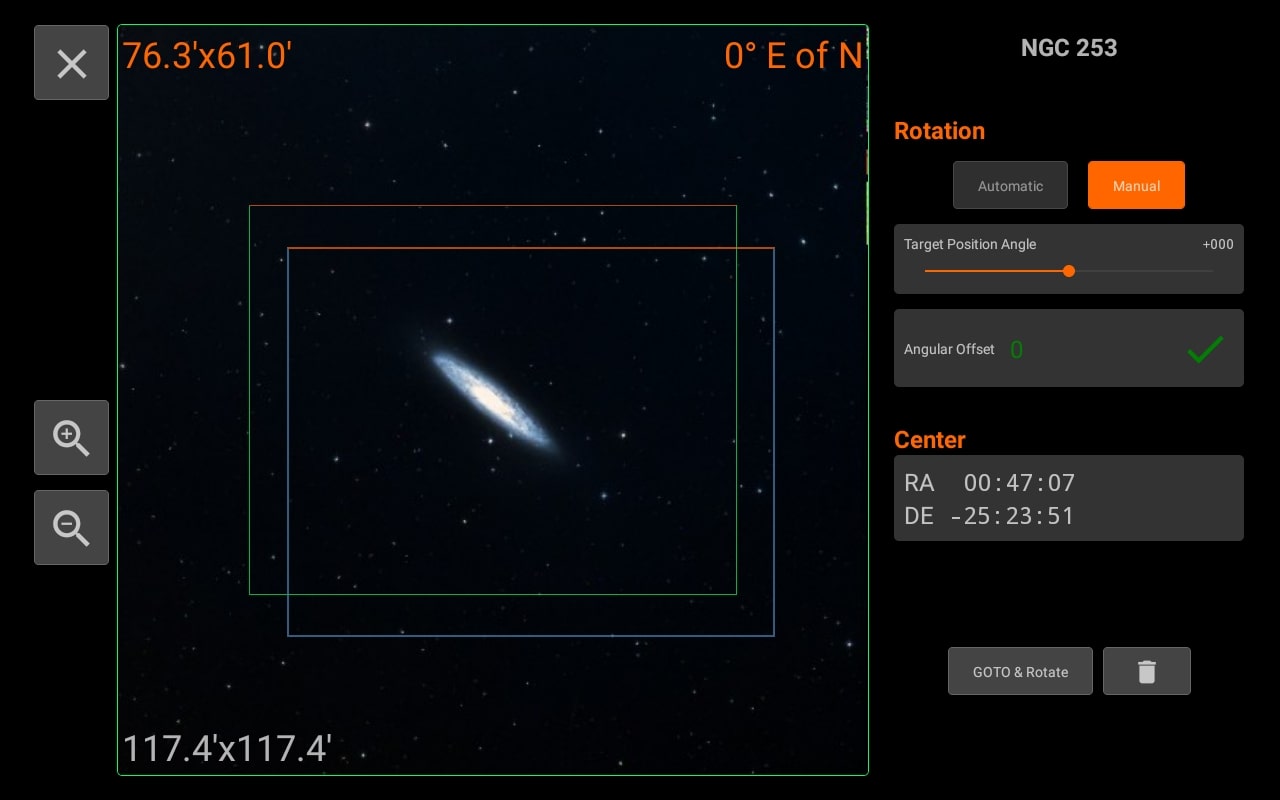 76.3'x61.0'
0° E of N
NGC 253
Rotation
Automatic
Manual
Target Position Angle
+000
Angular Offset 0
Center
RA 00:47:07
DE -25:23:51
GOTO & Rotate
117.4'x117.4'